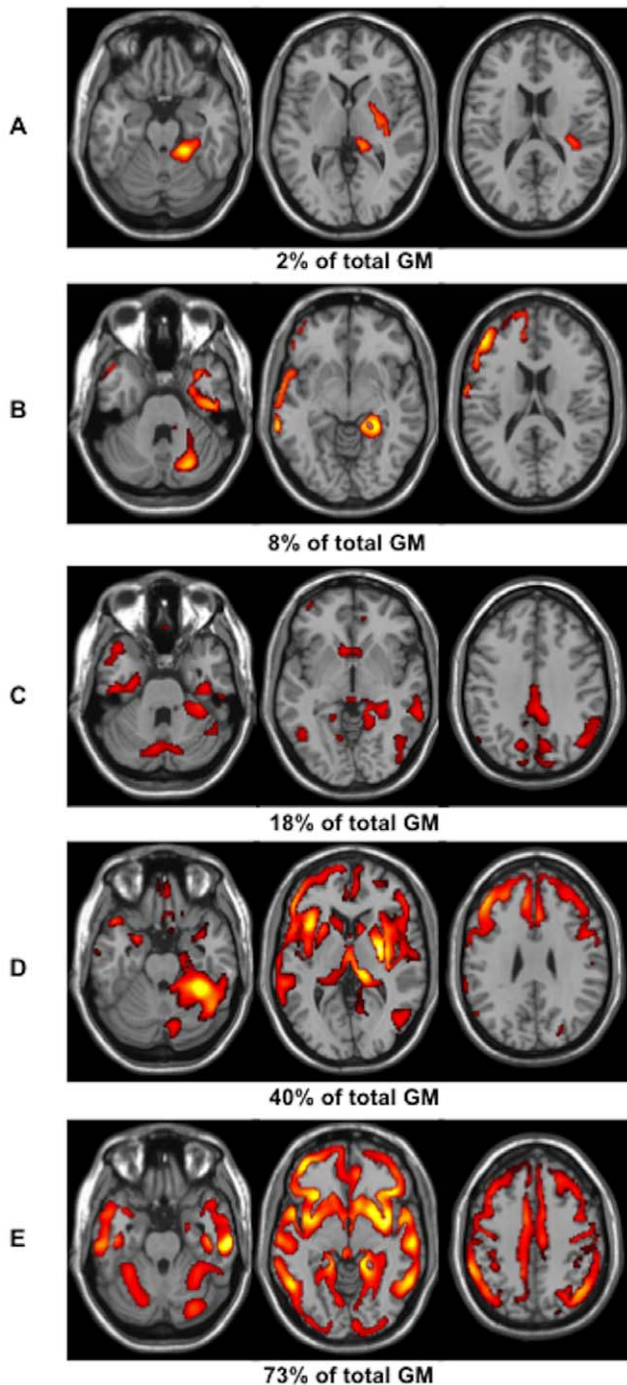 A
2% of total GM
B
8% of total GM
C
18% of total GM
D
40% of total GM
E
73% of total GM